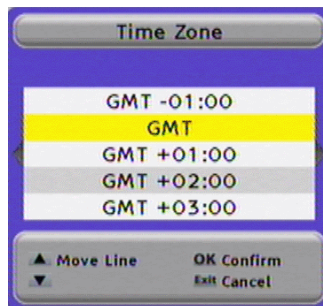 Time Zone
GMT -01:00
GMT
GMT +01:00
GMT +02:00
GMT +03:00
Move Line OK Confirm
Exit Cancel